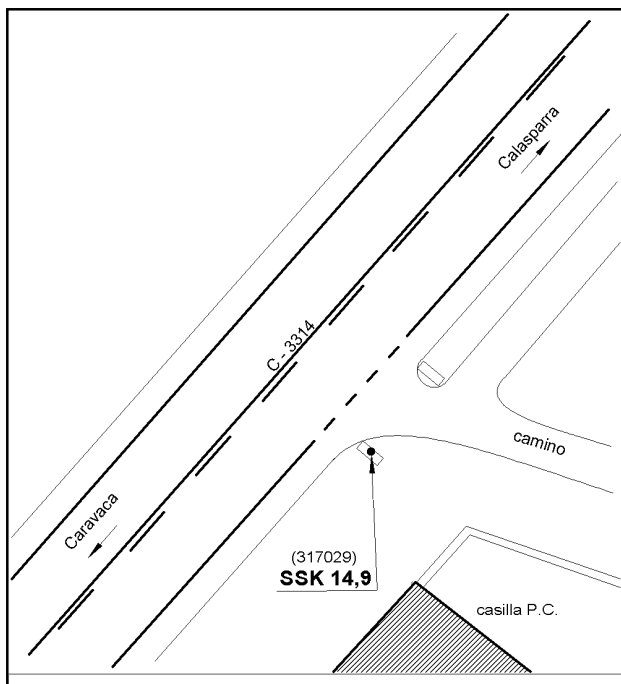 Calasparra
C - 3314
camino
Caravaca
(317029)
SSK 14,9
casilla P.C.